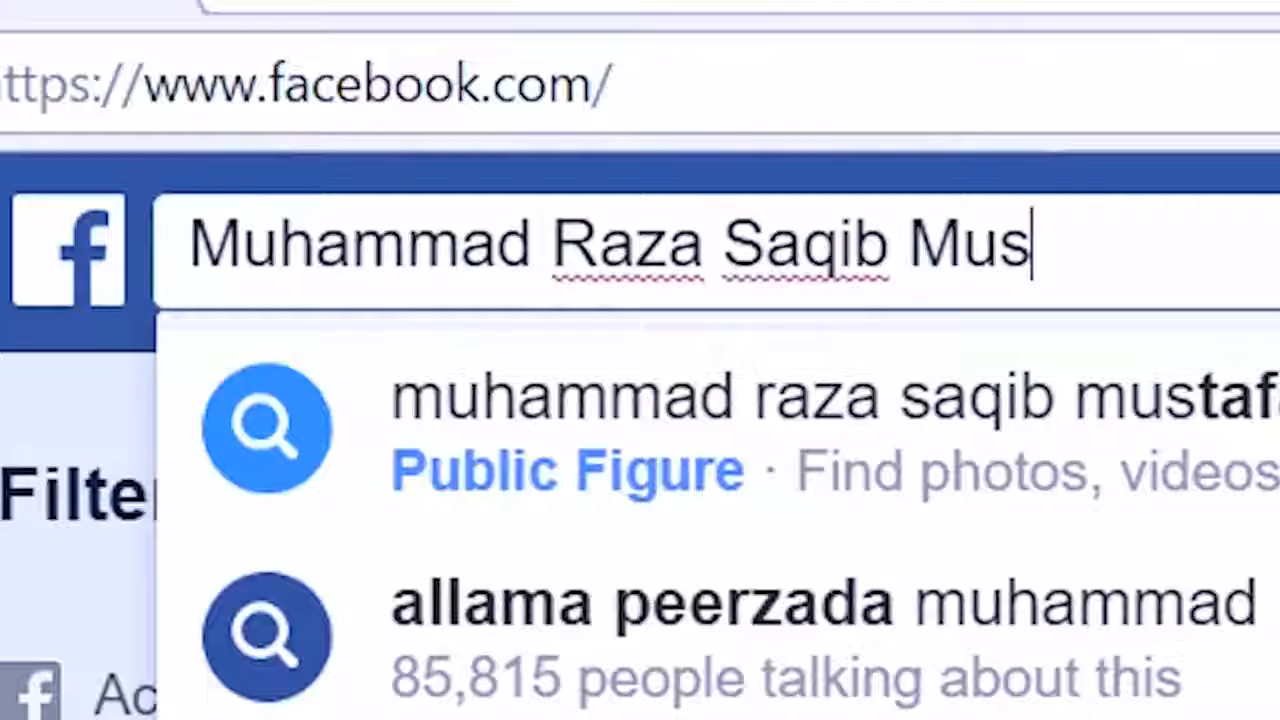 ttps://www.facebook.com/
Muhammad Raza Saqib Mus
muhammad raza saqib mustaf
Public Figure · Find photos, videos
Filte
allama peerzada muhammad
85,815 people talking about this
Ac